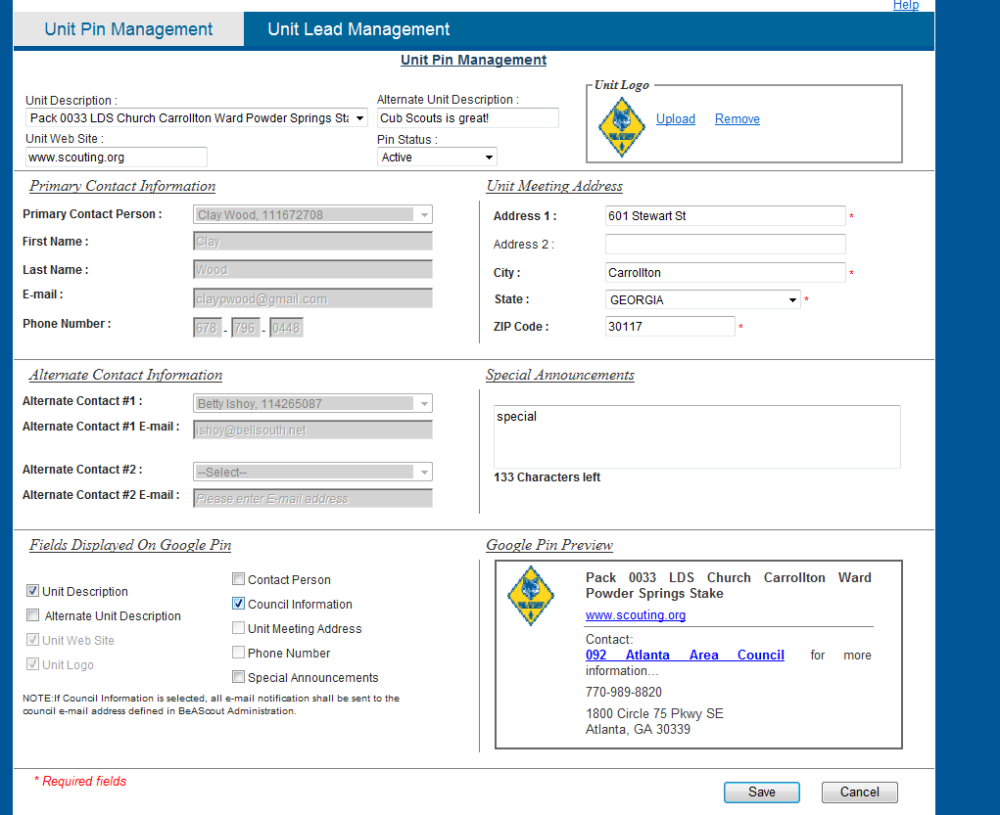 Help
Unit Pin Management
Unit Lead Management
Unit Pin Management
Unit Description :
Pack 0033 LDS Church Carrollton Ward Powder Springs Sta
Alternate Unit Description :
Cub Scouts is great!
Unit Web Site :
www.scouting.org
Pin Status :
Active
Unit Logo
Upload Remove
Primary Contact Information
Primary Contact Person : Clay Wood, 111672708
First Name : Clay
Last Name : Wood
E-mail : claypwood@gmail.com
Phone Number : 678 - 796 - 0448
Unit Meeting Address
Address 1 : 601 Stewart St *
Address 2 :
City : Carrollton *
State : GEORGIA *
ZIP Code : 30117 *
Alternate Contact Information
Alternate Contact #1 : Betty Ishoy, 114265087
Alternate Contact #1 E-mail : ishoy@bellsouth.net
Alternate Contact #2 : --Select--
Alternate Contact #2 E-mail : Please enter E-mail address
Special Announcements
special
133 Characters left
Fields Displayed On Google Pin
Unit Description
Alternate Unit Description
Unit Web Site
Unit Logo
Contact Person
Council Information
Unit Meeting Address
Phone Number
Special Announcements
NOTE:If Council Information is selected, all e-mail notification shall be sent to the
council e-mail address defined in BeAScout Administration.
Google Pin Preview
Pack 0033 LDS Church Carrollton Ward
Powder Springs Stake
www.scouting.org
Contact:
092 Atlanta Area Council for more
information...
770-989-8820
1800 Circle 75 Pkwy SE
Atlanta, GA 30339
* Required fields
Save Cancel